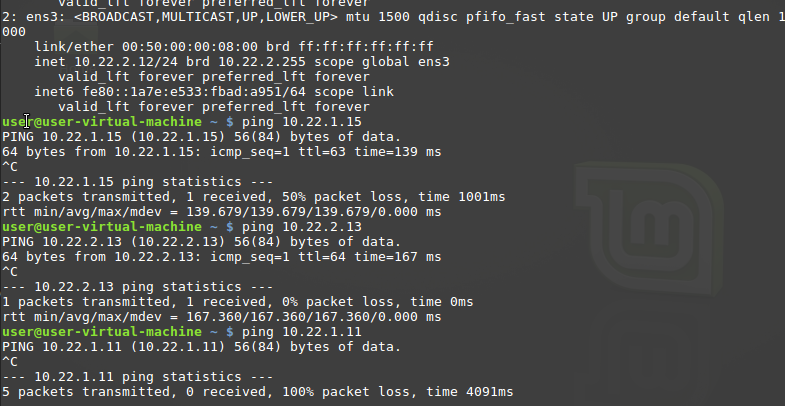 valid_lft forever preferred_lft forever
2: ens3: <BROADCAST,MULTICAST,UP,LOWER_UP> mtu 1500 qdisc pfifo_fast state UP group default qlen 1
000
link/ether 00:50:00:00:08:00 brd ff:ff:ff:ff:ff:ff
inet 10.22.2.12/24 brd 10.22.2.255 scope global ens3
valid_lft forever preferred_lft forever
inet6 fe80::1a7e:e533:fbad:a951/64 scope link
valid_lft forever preferred_lft forever
user@user-virtual-machine ~ $ ping 10.22.1.15
PING 10.22.1.15 (10.22.1.15) 56(84) bytes of data.
64 bytes from 10.22.1.15: icmp_seq=1 ttl=63 time=139 ms
^C
--- 10.22.1.15 ping statistics ---
2 packets transmitted, 1 received, 50% packet loss, time 1001ms
rtt min/avg/max/mdev = 139.679/139.679/139.679/0.000 ms
user@user-virtual-machine ~ $ ping 10.22.2.13
PING 10.22.2.13 (10.22.2.13) 56(84) bytes of data.
64 bytes from 10.22.2.13: icmp_seq=1 ttl=64 time=167 ms
^C
--- 10.22.2.13 ping statistics ---
1 packets transmitted, 1 received, 0% packet loss, time 0ms
rtt min/avg/max/mdev = 167.360/167.360/167.360/0.000 ms
user@user-virtual-machine ~ $ ping 10.22.1.11
PING 10.22.1.11 (10.22.1.11) 56(84) bytes of data.
^C
--- 10.22.1.11 ping statistics ---
5 packets transmitted, 0 received, 100% packet loss, time 4091ms